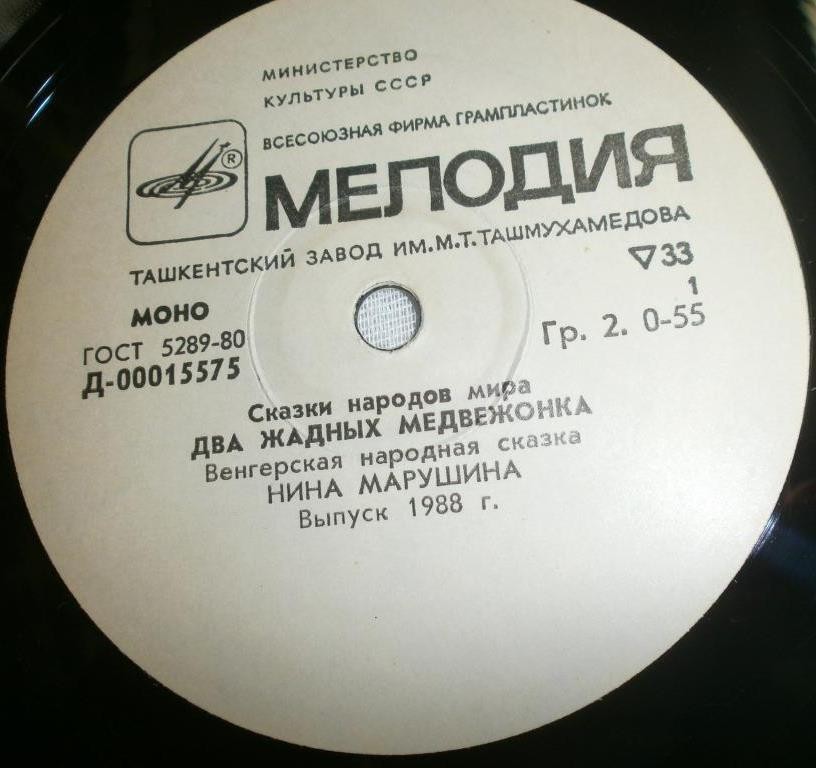 МИНИСТЕРСТВО
КУЛЬТУРЫ СССР
ВСЕСОЮЗНАЯ ФИРМА ГРАМПЛАСТИНОК
®
МЕЛОДИЯ
ТАШКЕНТСКИЙ ЗАВОД ИМ.М.Т.ТАШМУХАМЕДОВА
МОНО
▽33
ГОСТ 5289-80
1
Д-00015575
Гр. 2. 0-55
Сказки народов мира
ДВА ЖАДНЫХ МЕДВЕЖОНКА
Венгерская народная сказка
НИНА МАРУШИНА
Выпуск 1988 г.